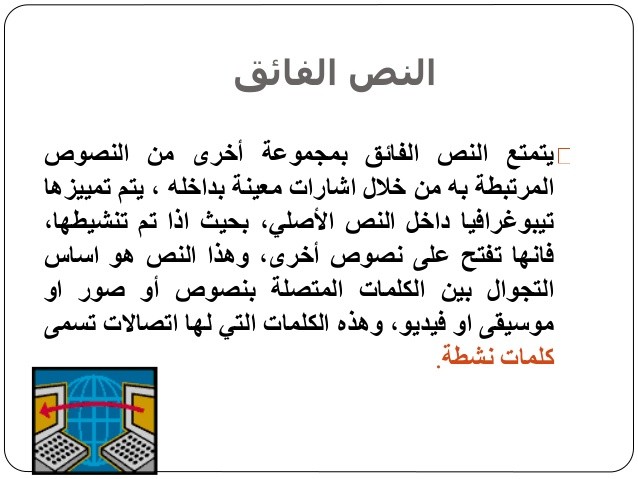 النص الفائق
يتمتع النص الفائق بمجموعة أخرى من النصوص
المرتبطة به من خلال اشارات معينة بداخله ، يتم تمييزها
تيبوغرافيا داخل النص الأصلي، بحيث اذا تم تنشيطها،
فانها تفتح على نصوص أخرى، وهذا النص هو اساس
التجوال بين الكلمات المتصلة بنصوص أو صور او
موسيقى او فيديو، وهذه الكلمات التي لها اتصالات تسمى
كلمات نشطة.